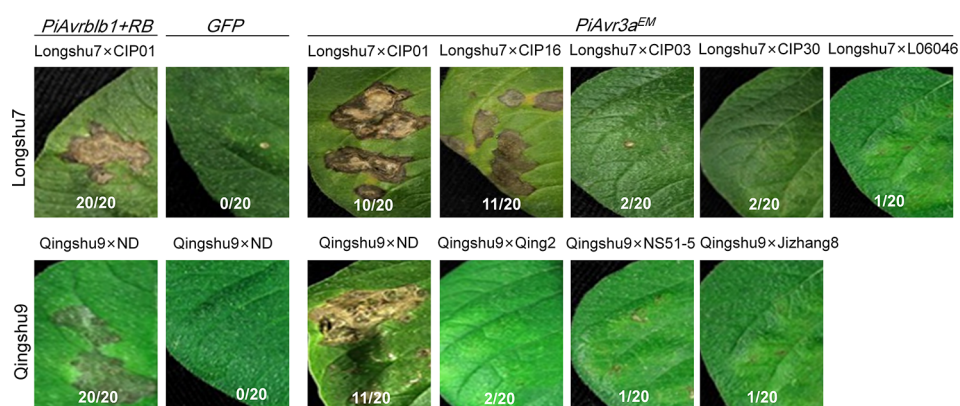 PiAvrblb1+RB GFP PiAvr3aEM
Longshu7×CIP01 Longshu7×CIP01 Longshu7×CIP16 Longshu7×CIP03 Longshu7×CIP30 Longshu7×L06046
Longshu7
20/20 0/20 10/20 11/20 2/20 2/20 1/20
Qingshu9×ND Qingshu9×ND Qingshu9×ND Qingshu9×Qing2 Qingshu9×NS51-5 Qingshu9×Jizhang8
Qingshu9
20/20 0/20 11/20 2/20 1/20 1/20